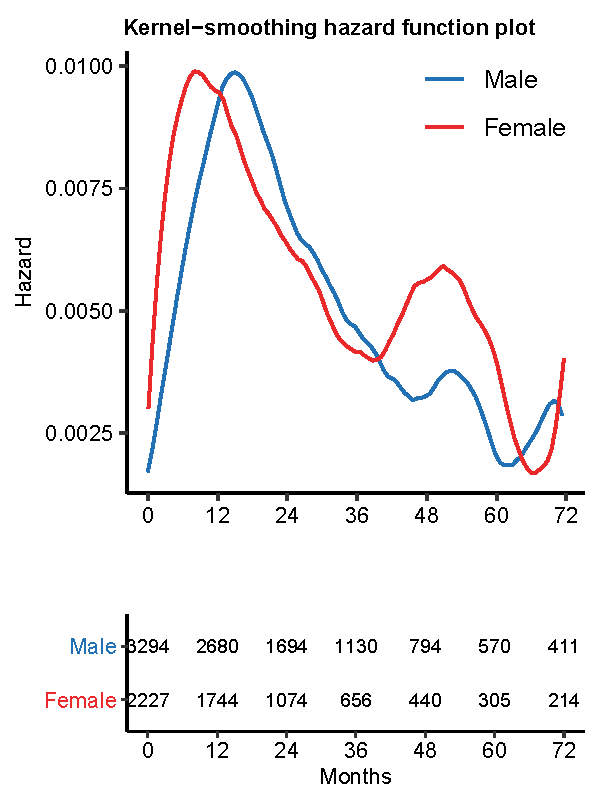 Kernel−smoothing hazard function plot
0.0100
0.0075
0.0050
0.0025
Hazard
Male
Female
0 12 24 36 48 60 72
Male 3294 2680 1694 1130 794 570 411
Female 2227 1744 1074 656 440 305 214
0 12 24 36 48 60 72
Months